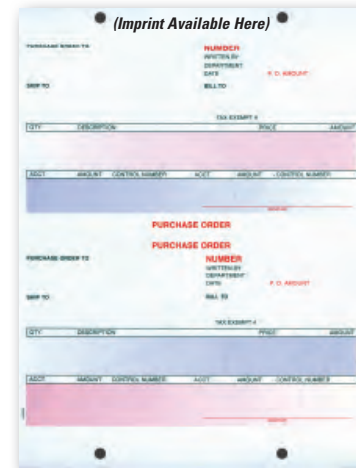 (Imprint Available Here)
PURCHASE ORDER TO
NUMBER
WRITTEN BY
DEPARTMENT
DATE
P. O. AMOUNT
SHIP TO
BILL TO
TAX EXEMPT #
QTY DESCRIPTION PRICE AMOUNT
ACCT AMOUNT CONTROL NUMBER ACCT AMOUNT CONTROL NUMBER
PURCHASE ORDER
PURCHASE ORDER
PURCHASE ORDER TO
NUMBER
WRITTEN BY
DEPARTMENT
DATE
P. O. AMOUNT
SHIP TO
BILL TO
TAX EXEMPT #
QTY DESCRIPTION PRICE AMOUNT
ACCT AMOUNT CONTROL NUMBER ACCT AMOUNT CONTROL NUMBER